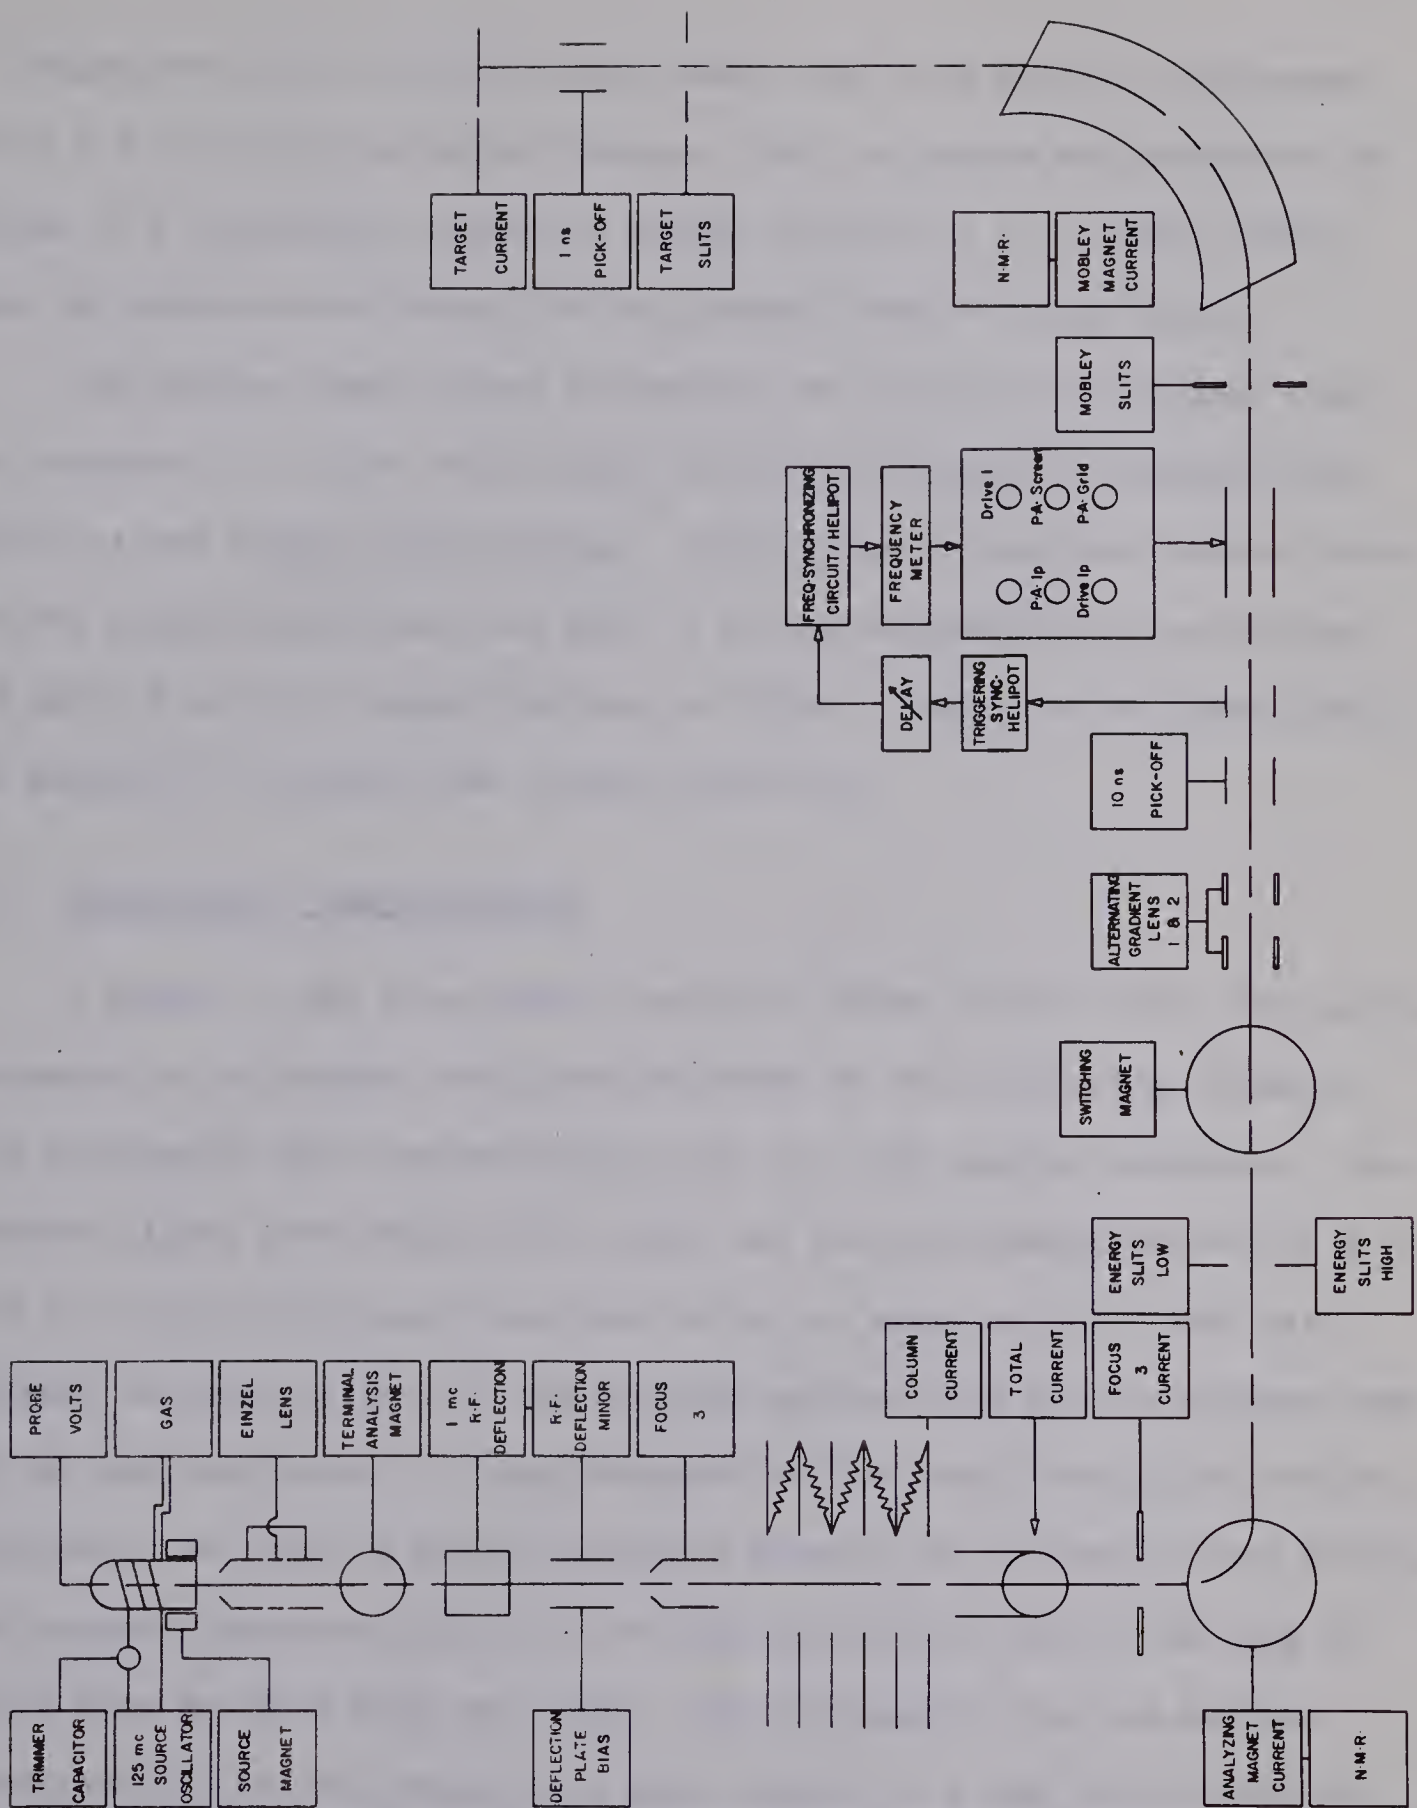 TARGET
CURRENT
1 ns
PICK-OFF
TARGET
SLITS
N·M·R·
MOBLEY
MAGNET
CURRENT
MOBLEY
SLITS
FREQ·SYNCHRONIZING
CIRCUIT / HELIPOT
FREQUENCY
METER
Drive I
P·A· Screen
P·A· Grid
P·A· Ip
Drive Ip
DELAY
TRIGGERING
SYNC-
HELIPOT
10 ns
PICK-OFF
ALTERNATING
GRADIENT
LENS
1 & 2
SWITCHING
MAGNET
ENERGY
SLITS
LOW
ENERGY
SLITS
HIGH
COLUMN
CURRENT
TOTAL
CURRENT
FOCUS
3
CURRENT
PROBE
VOLTS
GAS
EINZEL
LENS
TERMINAL
ANALYSIS
MAGNET
1 mc
R·F·
DEFLECTION
R·F·
DEFLECTION
MINOR
FOCUS
3
TRIMMER
CAPACITOR
125 mc
SOURCE
OSCILLATOR
SOURCE
MAGNET
DEFLECTION
PLATE
BIAS
ANALYZING
MAGNET
CURRENT
N·M·R·